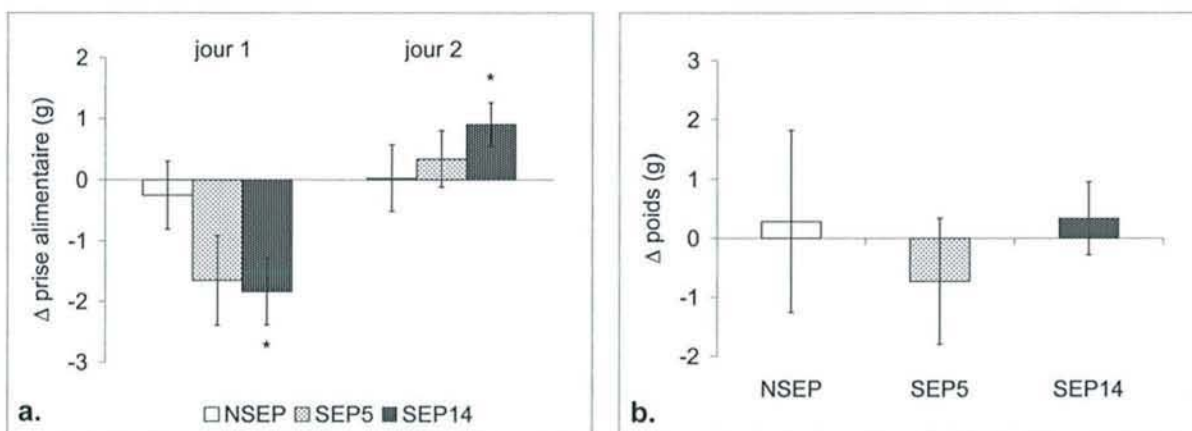 jour 1 jour 2
Δ prise alimentaire (g)
2
1
0
-1
-2
-3
*
*
NSEP SEP5 SEP14
a.
Δ poids (g)
3
2
1
0
-1
-2
NSEP SEP5 SEP14
b.